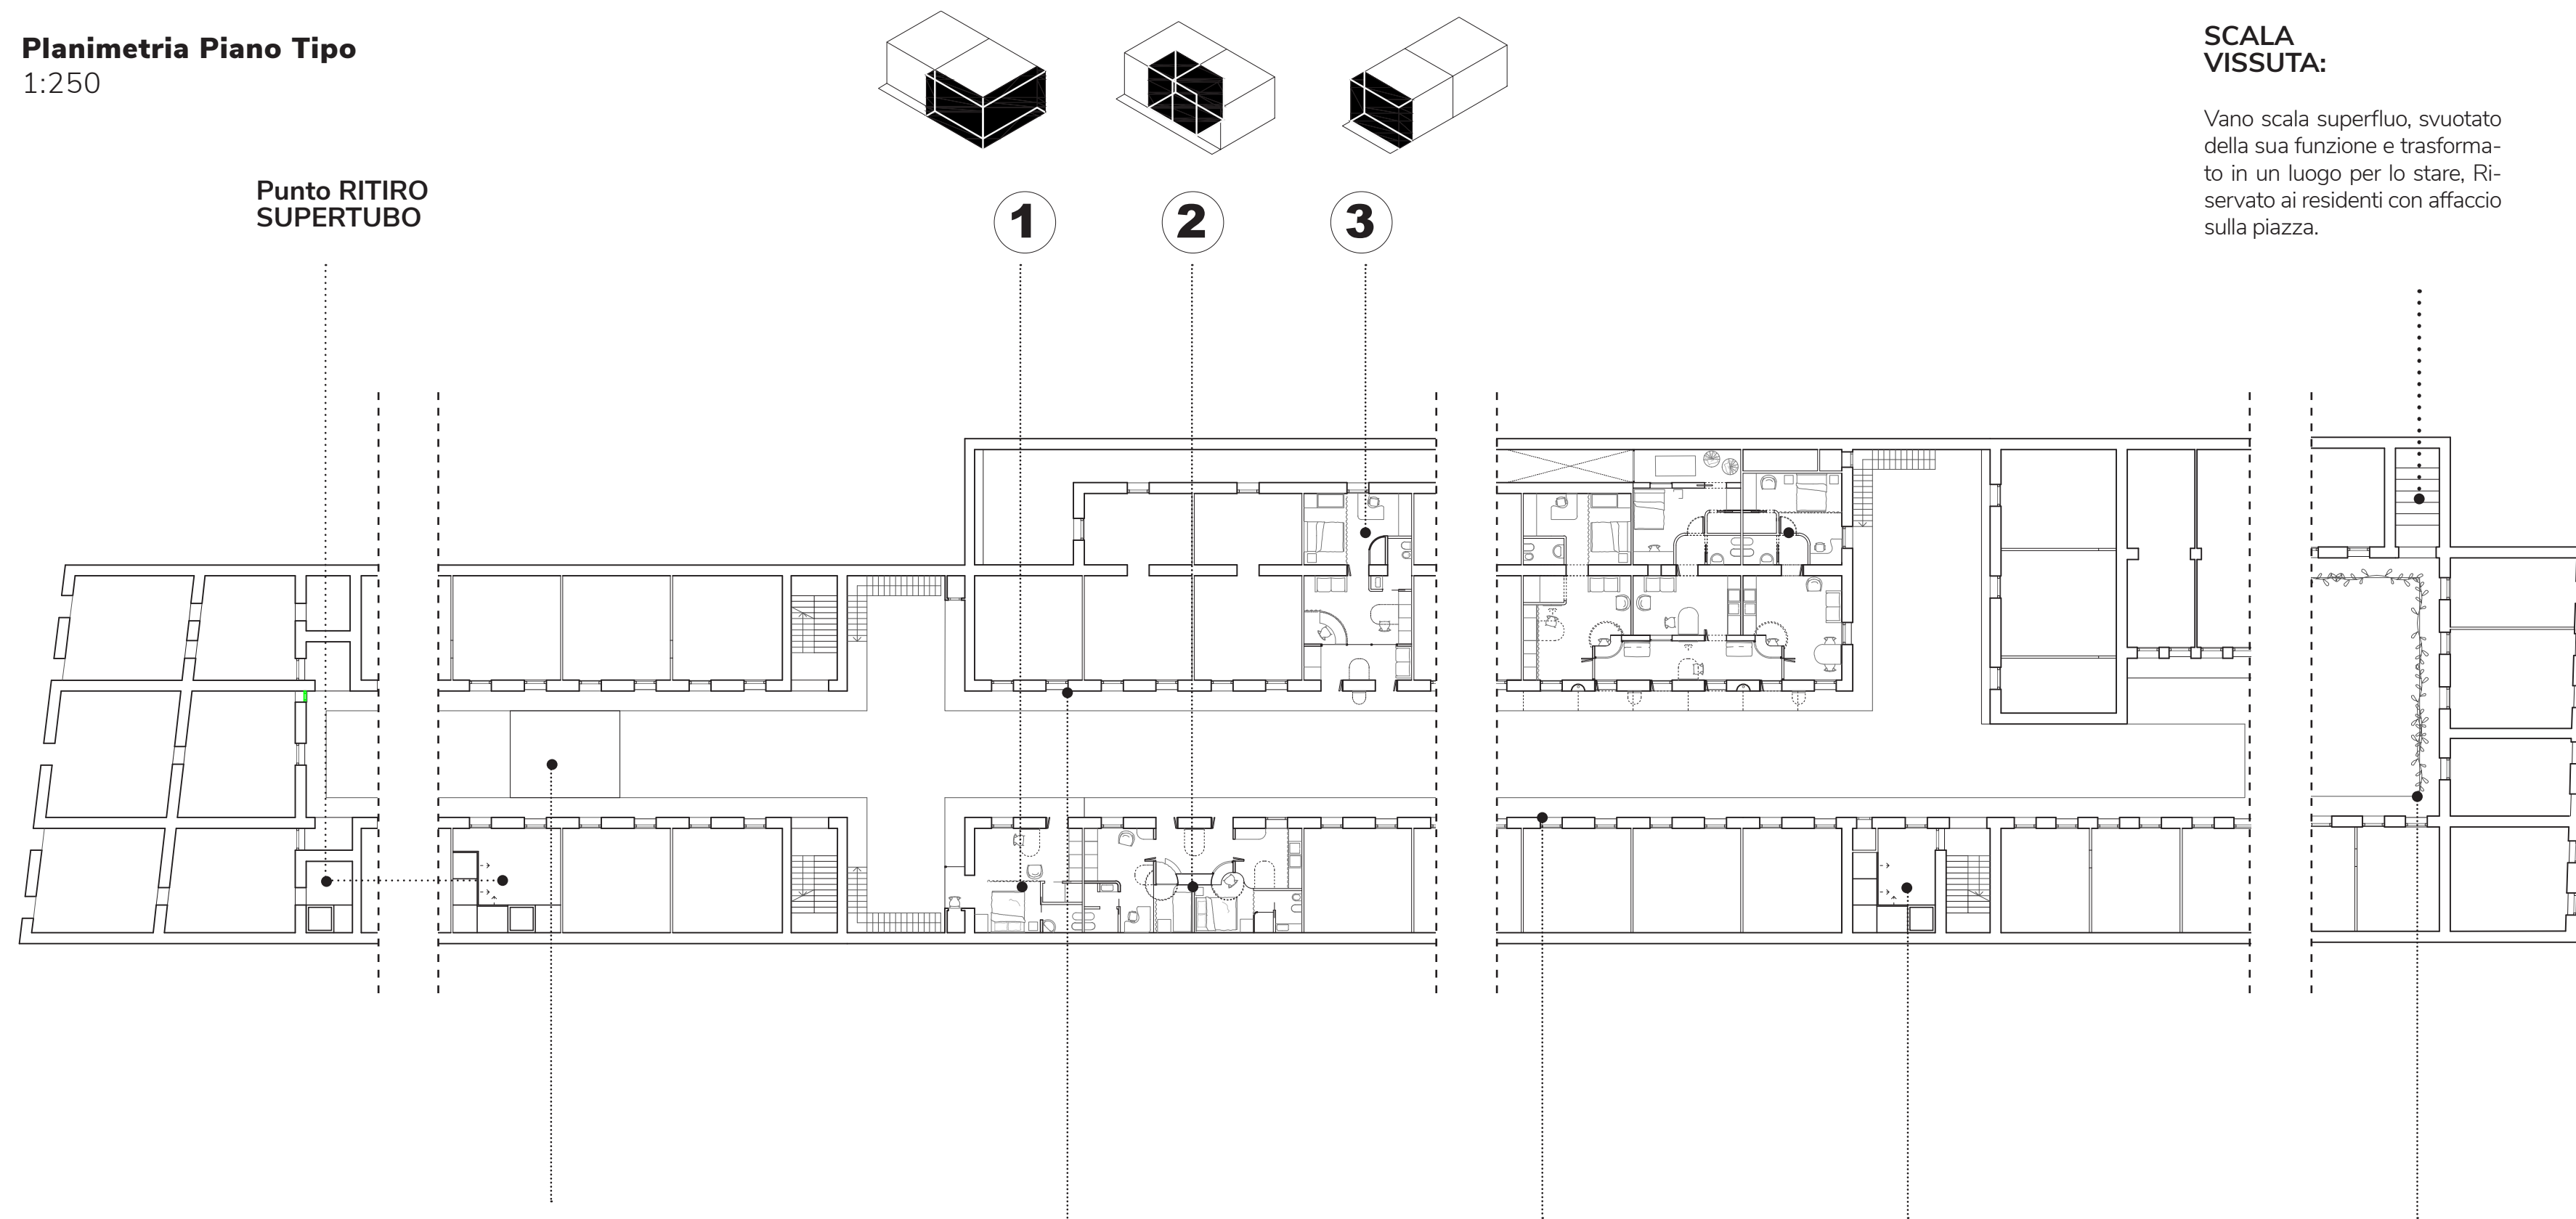 Planimetria Piano Tipo
1:250
Punto RITIRO
SUPERTUBO
1
2
3
SCALA
VISSUTA:
Vano scala superfluo, svuotato
della sua funzione e trasforma-
to in un luogo per lo stare, Ri-
servato ai residenti con affaccio
sulla piazza.